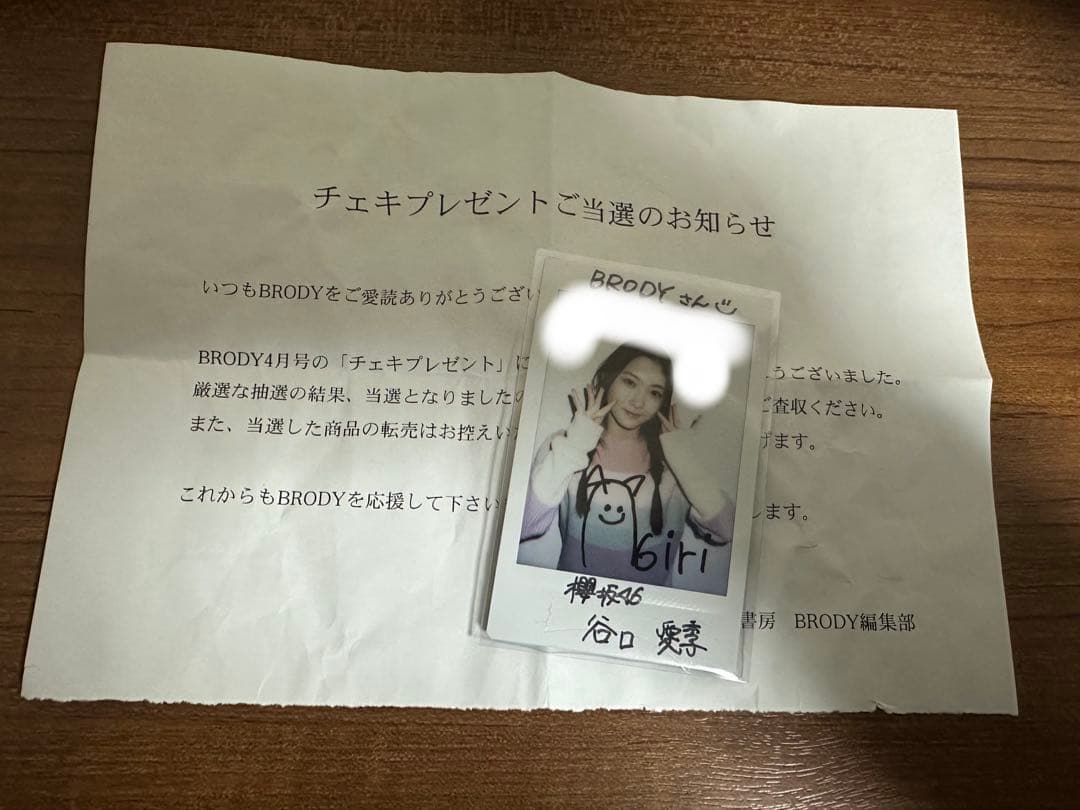 チェキプレゼントご当選のお知らせ
いつもBRODYをご愛読ありがとうござい
BRODY4月号の「チェキプレゼント」に
うございました。
厳選な抽選の結果、当選となりました
ご査収ください。
また、当選した商品の転売はお控えい
げます。
これからもBRODYを応援して下さい
します。
書房 BRODY編集部
BRODYさん
Giri
櫻坂46
谷口 愛季